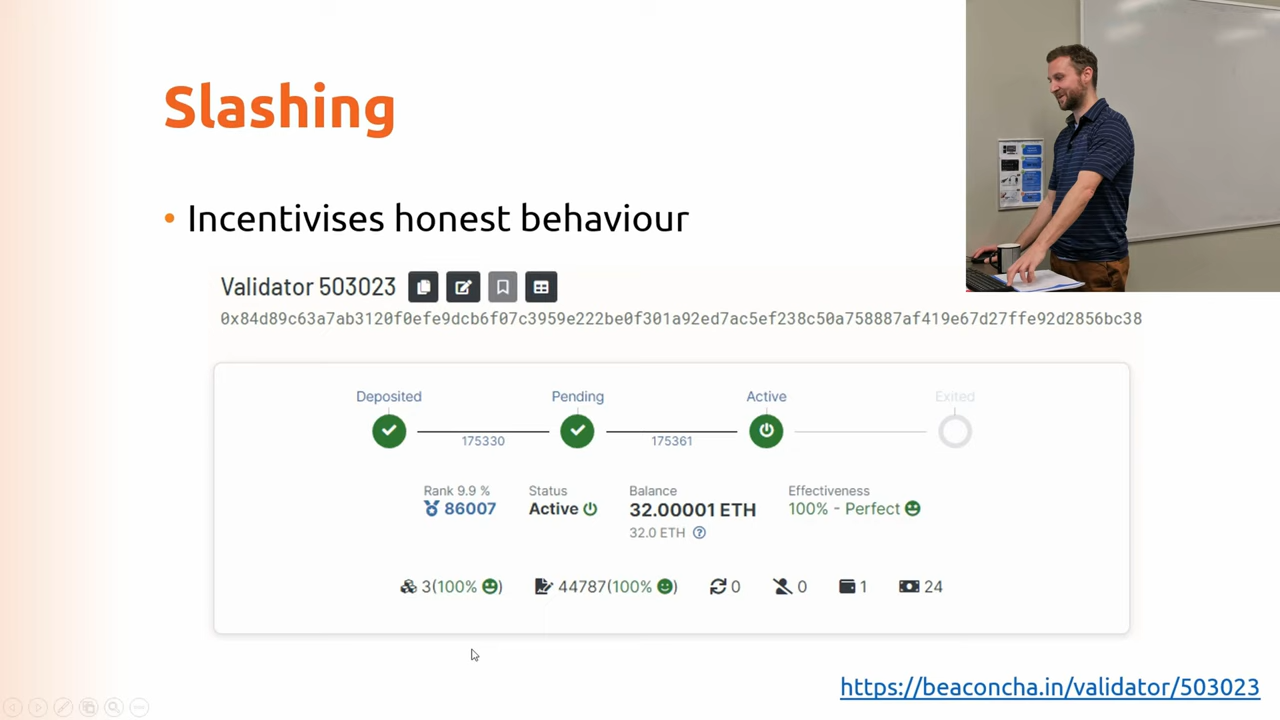 Slashing
• Incentivises honest behaviour
Validator 503023
0x84d89c63a7ab3120f0efe9dcb6f07c3959e222be0f301a92ed7ac5ef238c50a758887af419e67d27ffe92d2856bc38
Deposited Pending Active Exited
175330 175361
Rank 9.9 % Status Balance Effectiveness
86007 Active 32.00001 ETH 100% - Perfect
32.0 ETH
3(100% ) 44787(100% ) 0 0 1 24
https://beaconcha.in/validator/503023